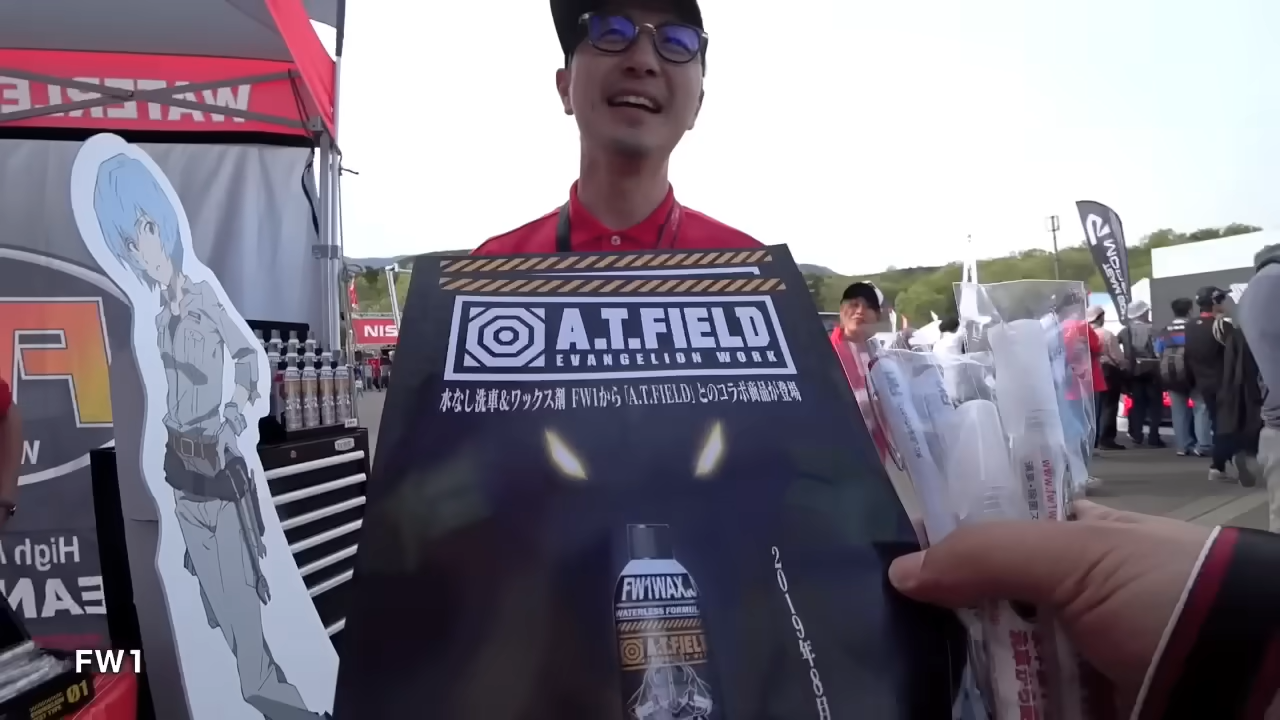 WATERLE
NIS
A.T.FIELD
EVANGELION WORK
水なし洗車&ワックス剤 FW1から「A.T.FIELD」とのコラボ商品が登場
FW1WAX
WATERLESS FORMUL
A.T.FIELD
2019年8月
High
EAN
01
FW1